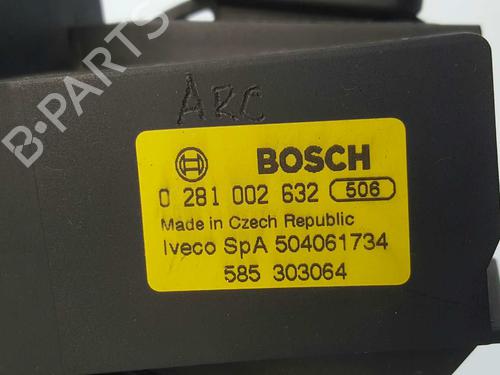 ARC
BOSCH
0 281 002 632 506
Made in Czech Republic
Iveco SpA 504061734
585 303064
B-PARTS